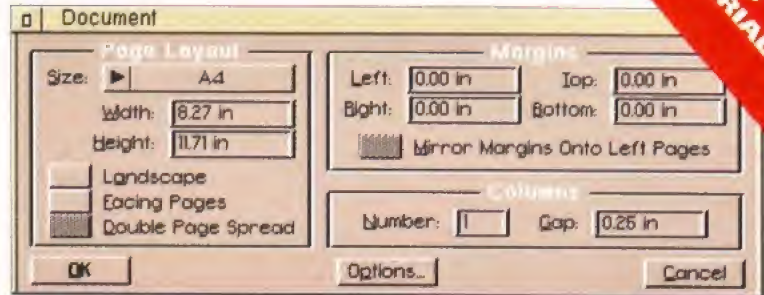 Document
Page Layout
Size: A4
Width: 8.27 in
Height: 11.71 in
Landscape
Facing Pages
Double Page Spread
Margins
Left: 0.00 in Top: 0.00 in
Right: 0.00 in Bottom: 0.00 in
Mirror Margins Onto Left Pages
Columns
Number: 1 Gap: 0.25 in
OK Options... Cancel